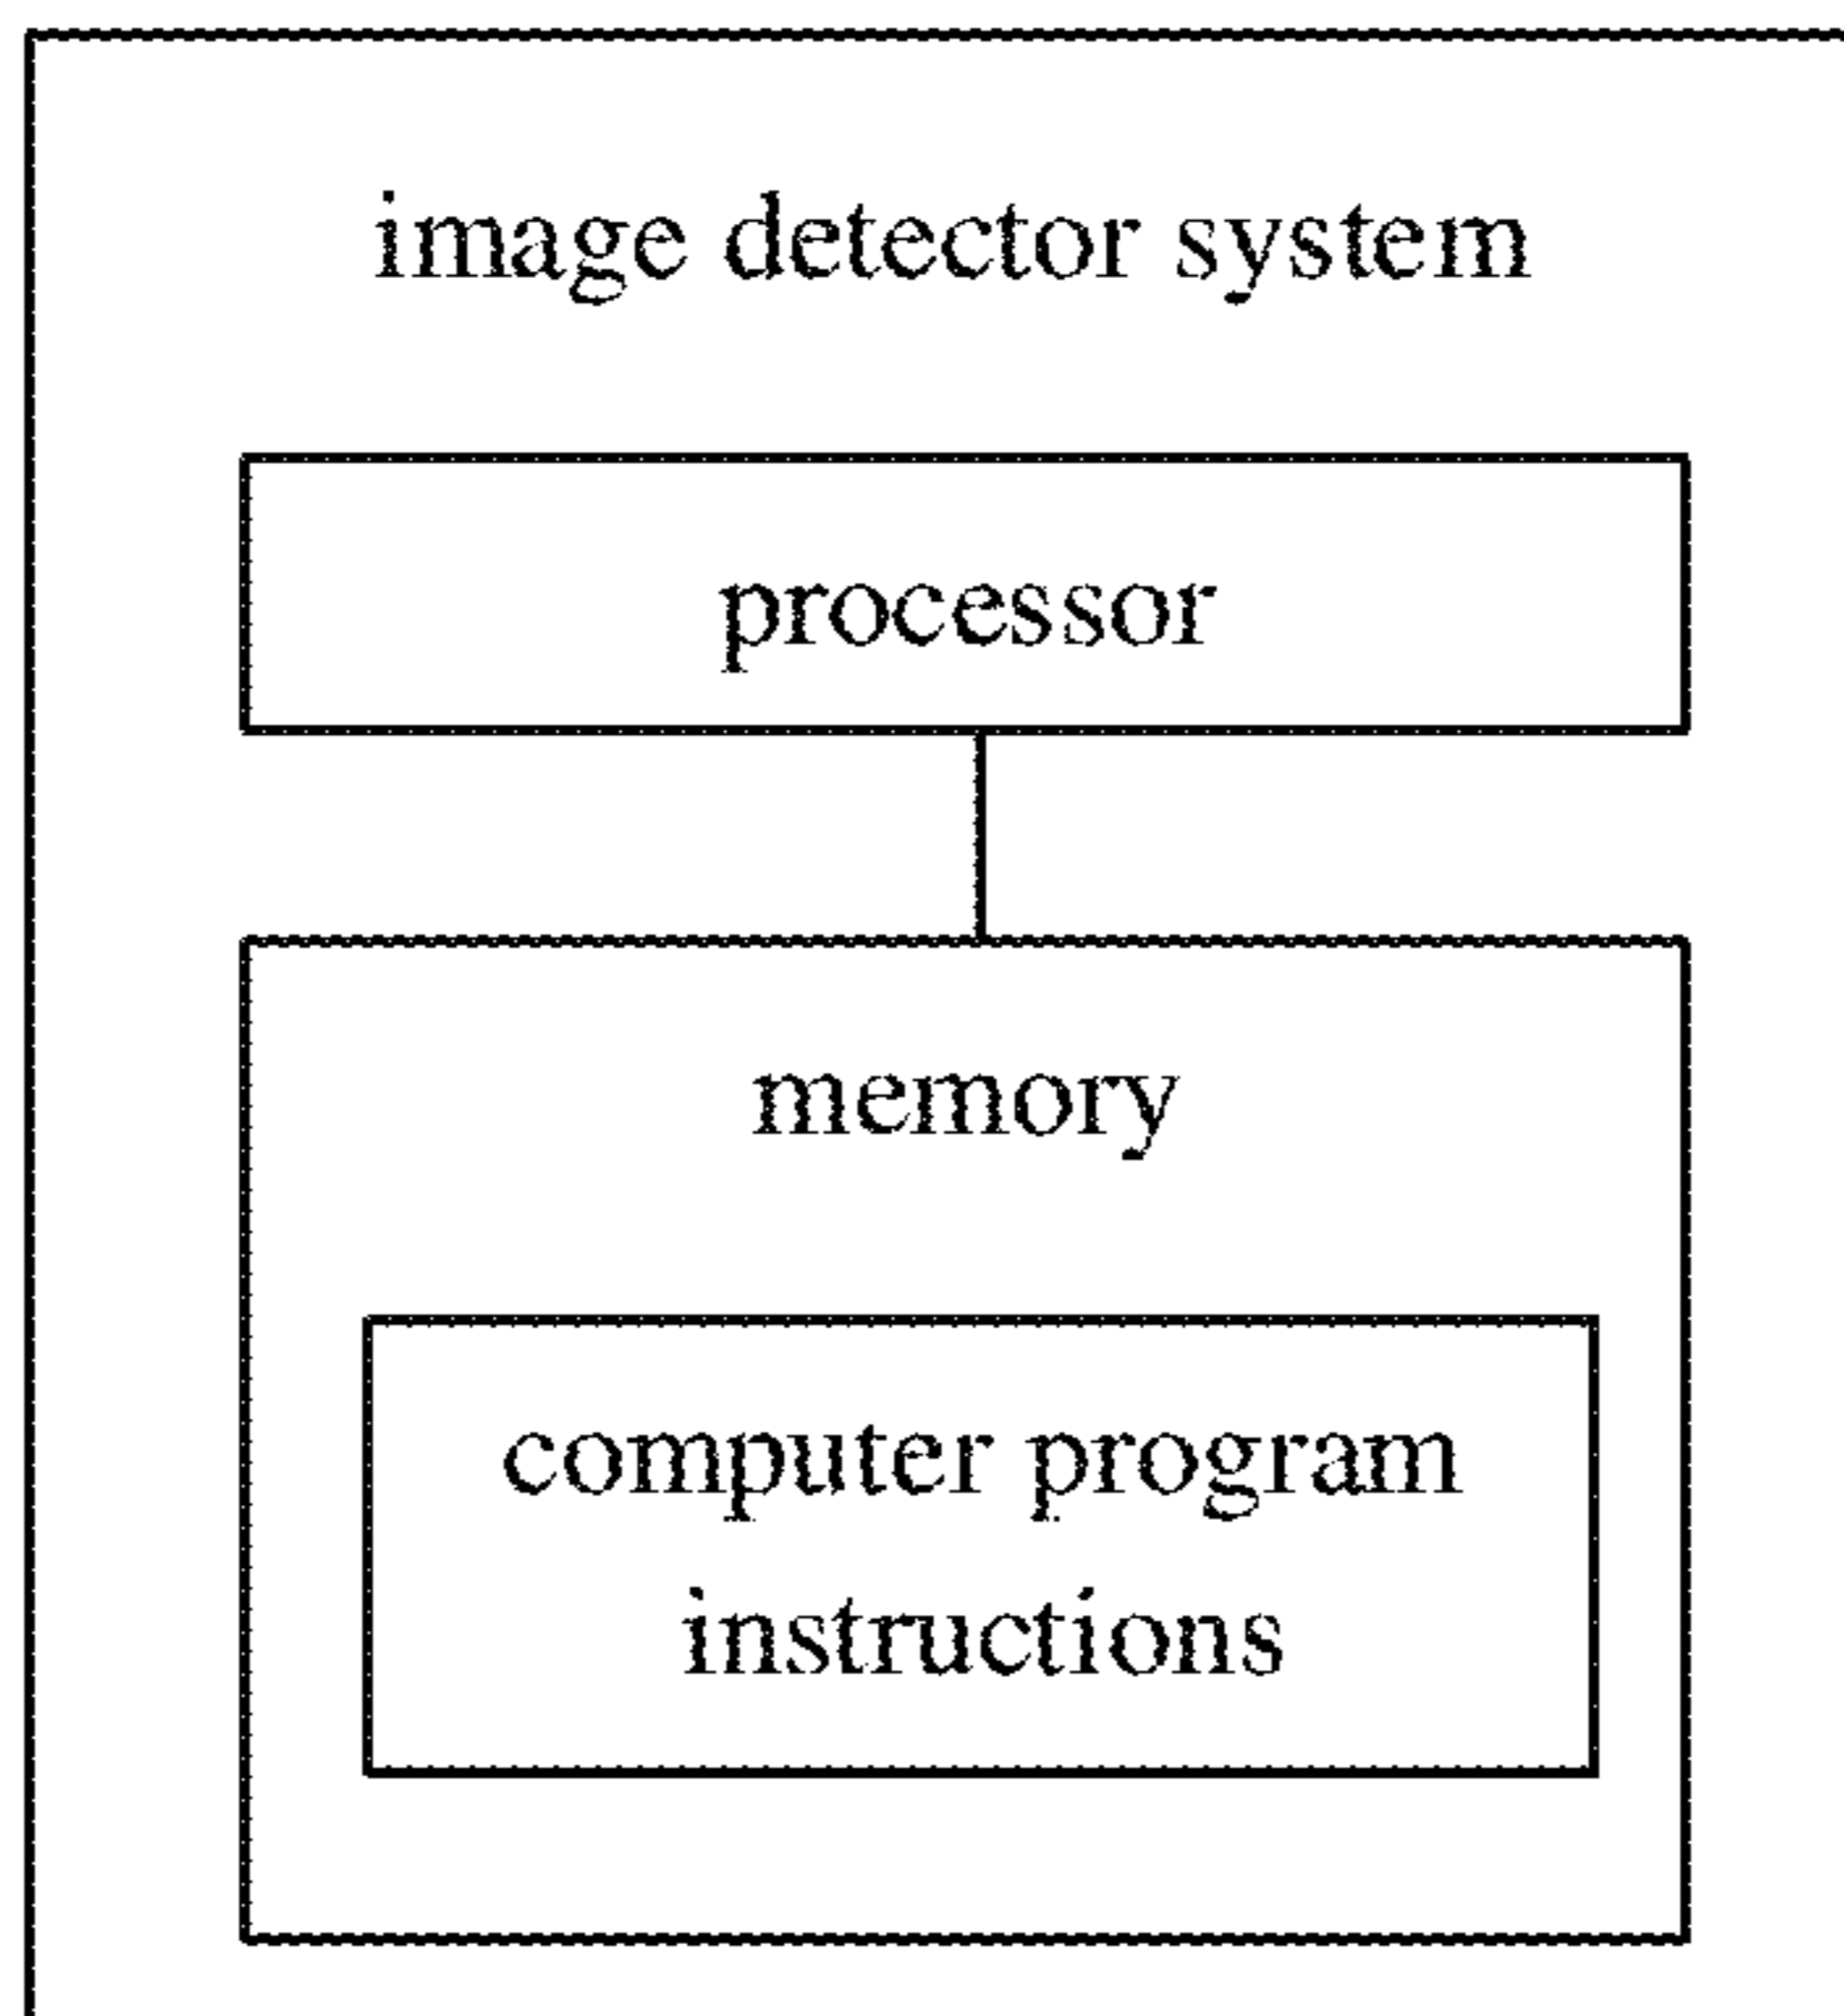 image detector system
processor
memory
computer program
instructions